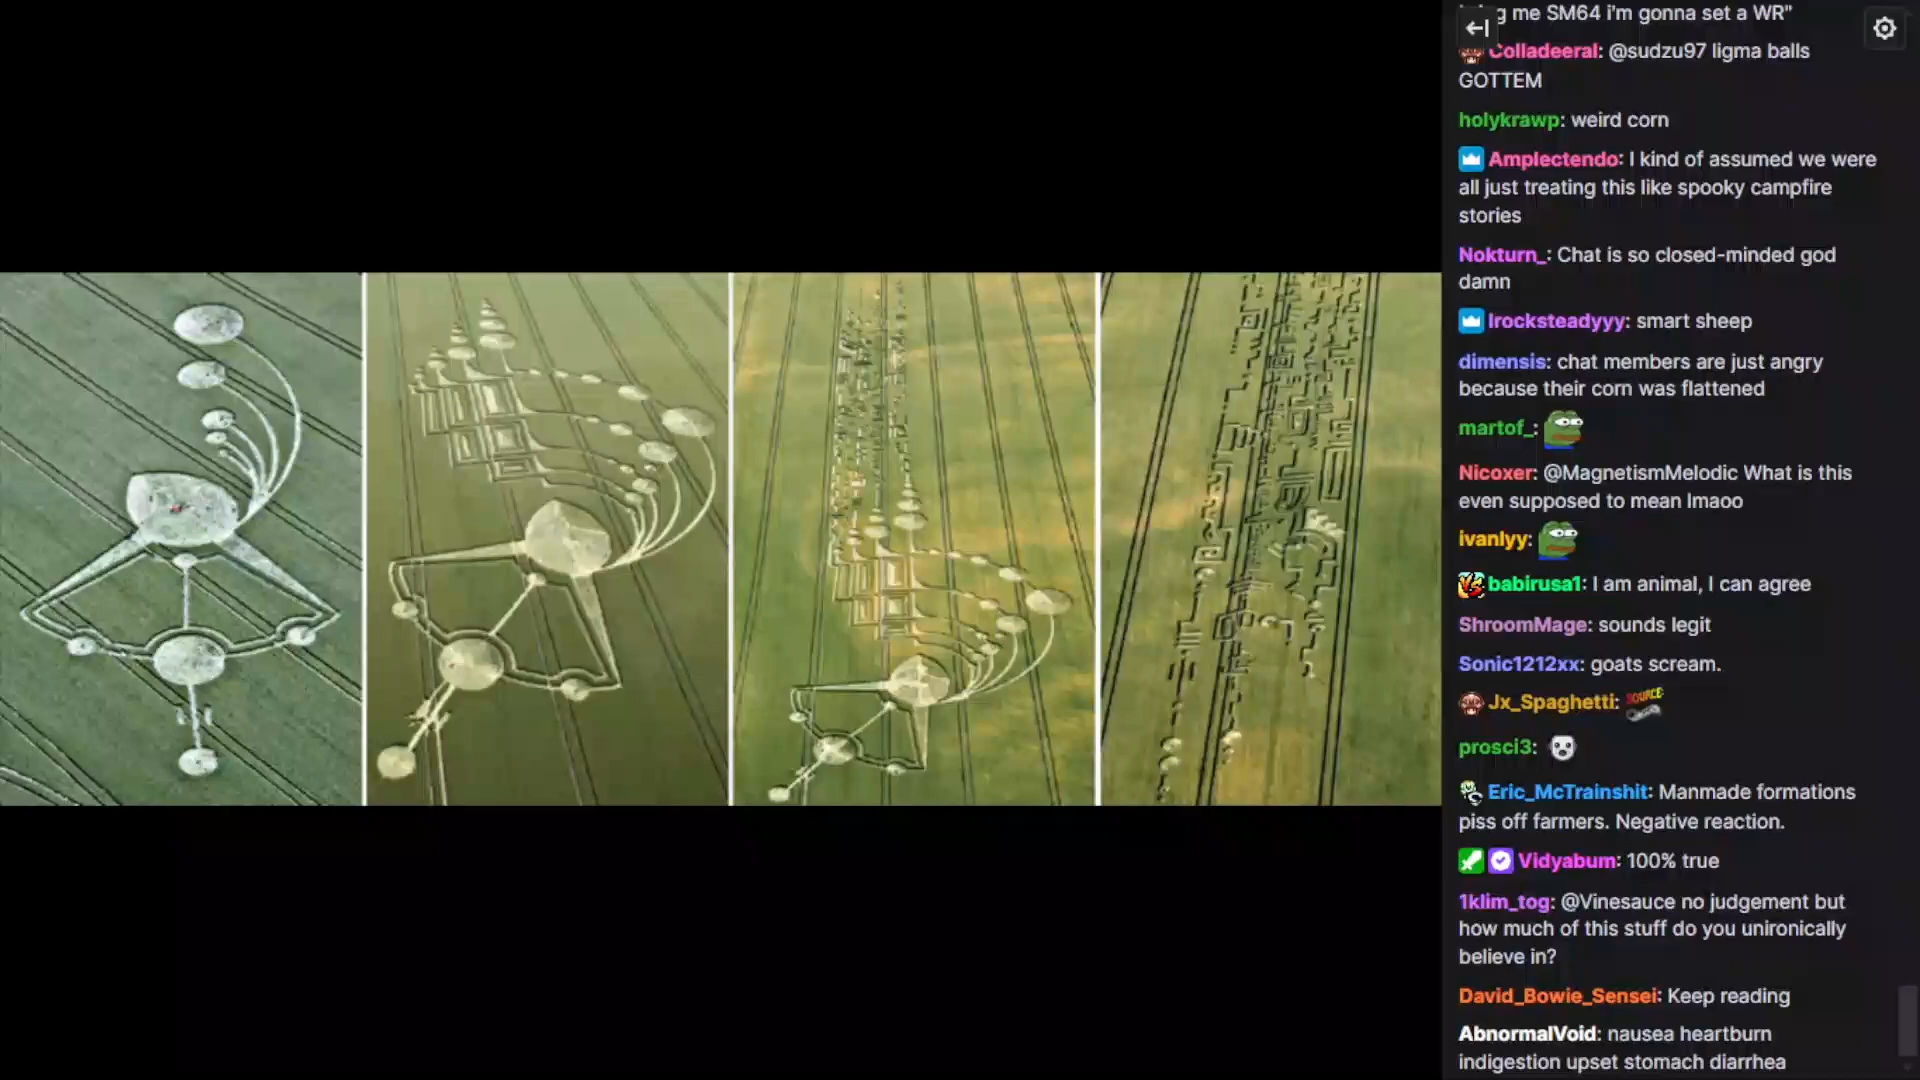 me SM64 i'm gonna set a WR"
Colladeeral: @sudzu97 ligma balls
GOTTEM
holykrawp: weird corn
Amplectendo: I kind of assumed we were
all just treating this like spooky campfire
stories
Nokturn_: Chat is so closed-minded god
damn
lrocksteadyyy: smart sheep
dimensis: chat members are just angry
because their corn was flattened
martof_:
Nicoxer: @MagnetismMelodic What is this
even supposed to mean lmaoo
ivanlyy:
babirusa1: I am animal, I can agree
ShroomMage: sounds legit
Sonic1212xx: goats scream.
Jx_Spaghetti: SOURCE
prosci3:
Eric_McTrainshit: Manmade formations
piss off farmers. Negative reaction.
Vidyabum: 100% true
1klim_tog: @Vinesauce no judgement but
how much of this stuff do you unironically
believe in?
David_Bowie_Sensei: Keep reading
AbnormalVoid: nausea heartburn
indigestion upset stomach diarrhea